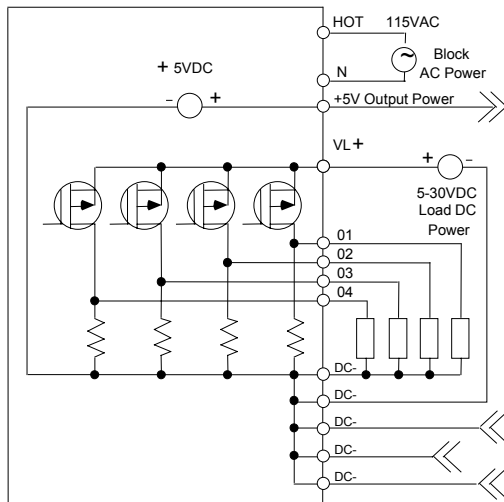 HOT 115VAC
Block
AC Power
~
N
+ 5VDC
- +
+5V Output Power
VL+
+ -
5-30VDC
Load DC
Power
01
02
03
04
DC-
DC-
DC-
DC-
DC-